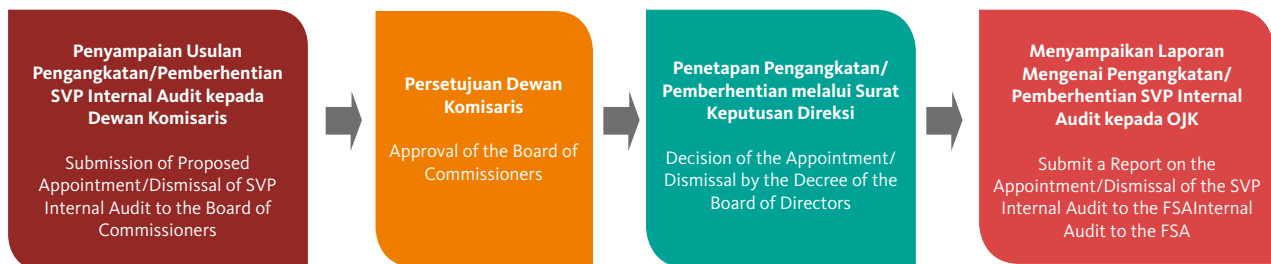 Penyampaian Usulan
Pengangkatan/Pemberhentian
SVP Internal Audit kepada
Dewan Komisaris
Submission of Proposed
Appointment/Dismissal of SVP
Internal Audit to the Board of
Commissioners
Persetujuan Dewan
Komisaris
Approval of the Board of
Commissioners
Penetapan Pengangkatan/
Pemberhentian melalui Surat
Keputusan Direksi
Decision of the Appointment/
Dismissal by the Decree of the
Board of Directors
Menyampaikan Laporan
Mengenai Pengangkatan/
Pemberhentian SVP Internal
Audit kepada OJK
Submit a Report on the
Appointment/Dismissal of the SVP
Internal Audit to the FSAInternal
Audit to the FSA